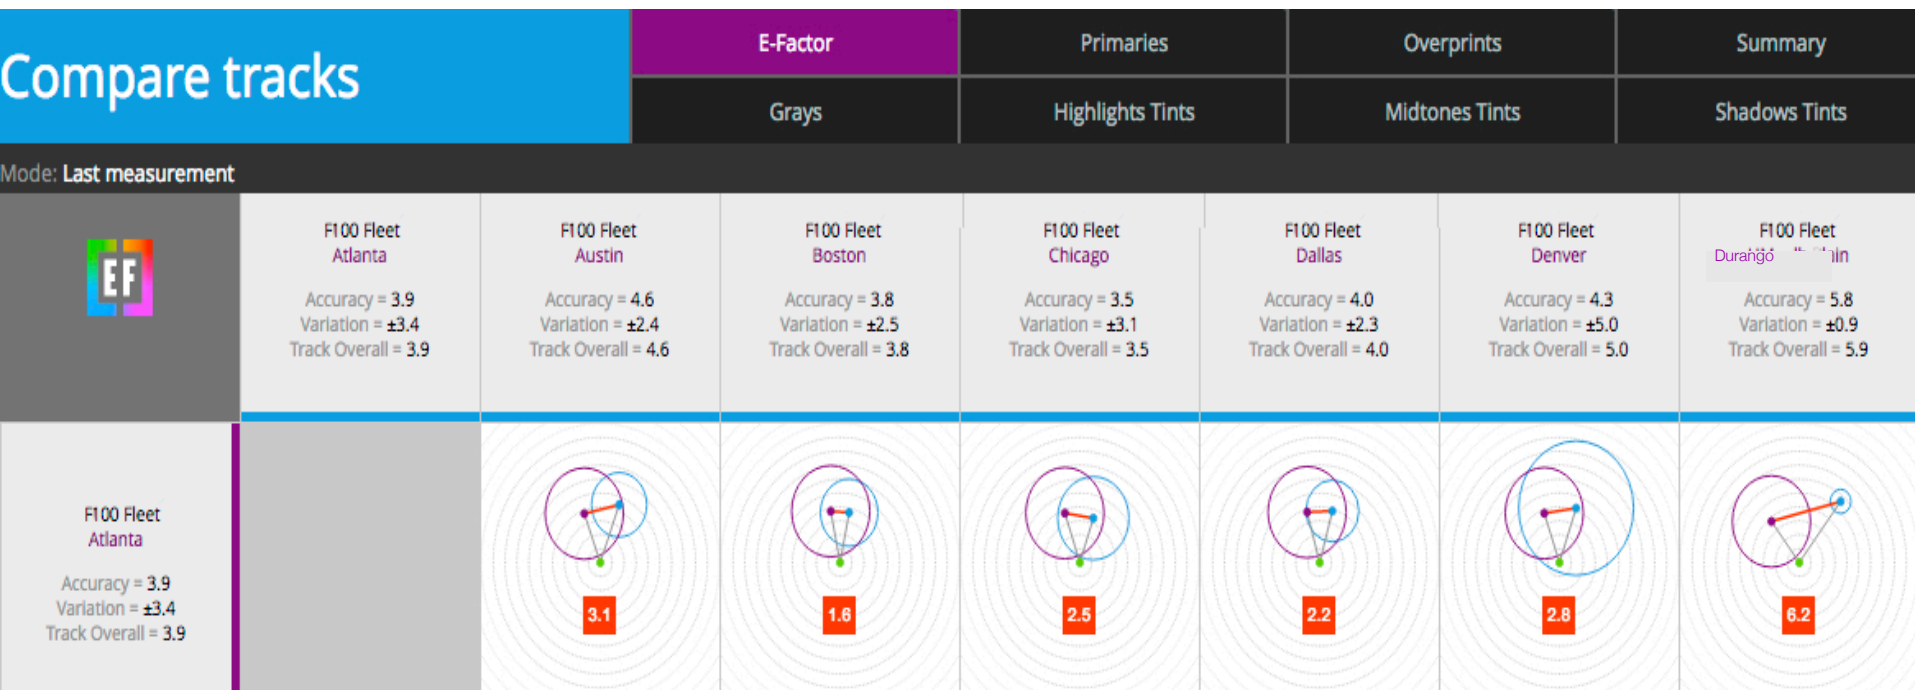 Compare tracks
E-Factor
Primaries
Overprints
Summary
Grays
Highlights Tints
Midtones Tints
Shadows Tints
Mode: Last measurement
EF
F100 Fleet
Atlanta
Accuracy = 3.9
Variation = ±3.4
Track Overall = 3.9
F100 Fleet
Austin
Accuracy = 4.6
Variation = ±2.4
Track Overall = 4.6
F100 Fleet
Boston
Accuracy = 3.8
Variation = ±2.5
Track Overall = 3.8
F100 Fleet
Chicago
Accuracy = 3.5
Variation = ±3.1
Track Overall = 3.5
F100 Fleet
Dallas
Accuracy = 4.0
Variation = ±2.3
Track Overall = 4.0
F100 Fleet
Denver
Accuracy = 4.3
Variation = ±5.0
Track Overall = 5.0
F100 Fleet
Durango
Accuracy = 5.8
Variation = ±0.9
Track Overall = 5.9
F100 Fleet
Atlanta
Accuracy = 3.9
Variation = ±3.4
Track Overall = 3.9
3.1
1.6
2.5
2.2
2.8
6.2